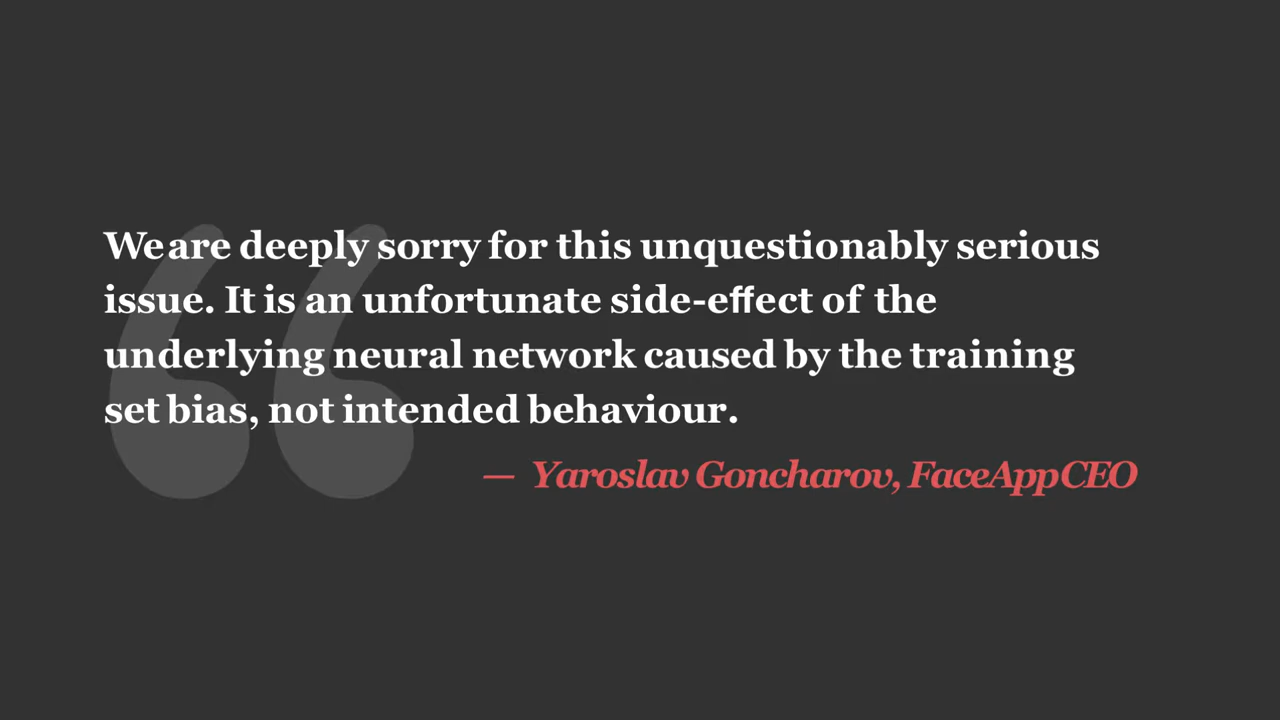 We are deeply sorry for this unquestionably serious
issue. It is an unfortunate side-effect of the
underlying neural network caused by the training
set bias, not intended behaviour.
— Yaroslav Goncharov, FaceApp CEO